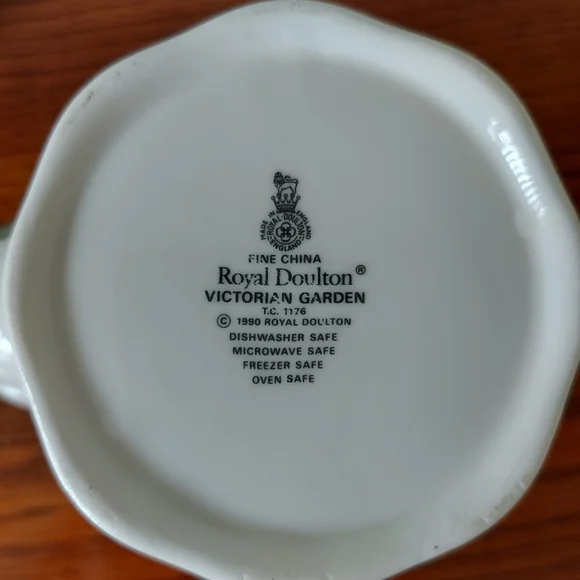 MADE IN ENGLAND
ROYAL DOULTON
ENGLAND
FINE CHINA
Royal Doulton®
VICTORIAN GARDEN
T.C. 1176
© 1990 ROYAL DOULTON
DISHWASHER SAFE
MICROWAVE SAFE
FREEZER SAFE
OVEN SAFE